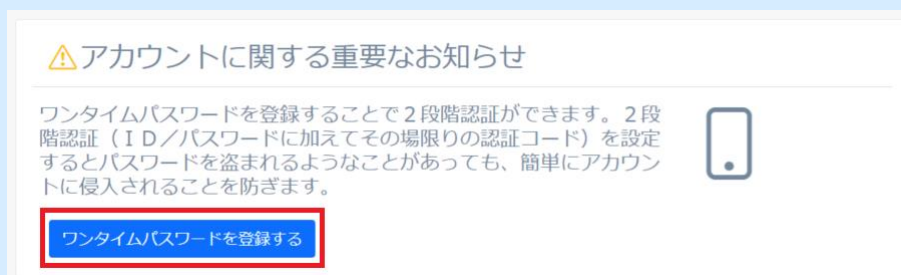 アカウントに関する重要なお知らせ
ワンタイムパスワードを登録することで２段階認証ができます。２段
階認証（ＩＤ／パスワードに加えてその場限りの認証コード）を設定
するとパスワードを盗まれるようなことがあっても、簡単にアカウン
トに侵入されることを防ぎます。
ワンタイムパスワードを登録する